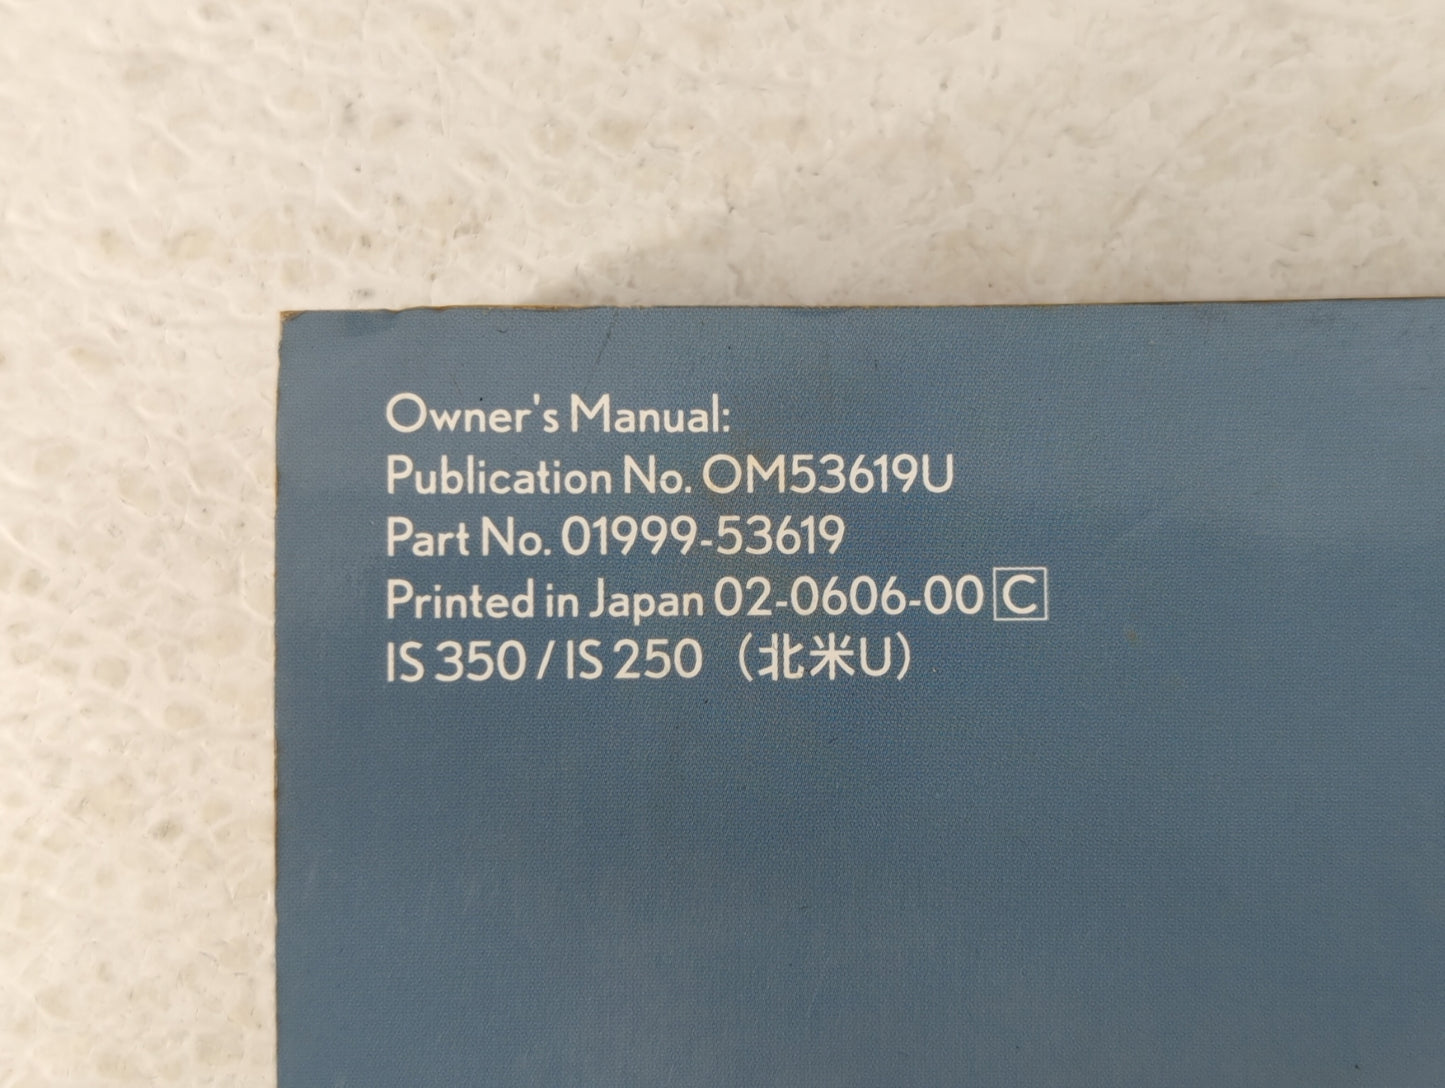 Owner's Manual:
Publication No. OM53619U
Part No. 01999-53619
Printed in Japan 02-0606-00 C
IS 350 / IS 250 （北米U）